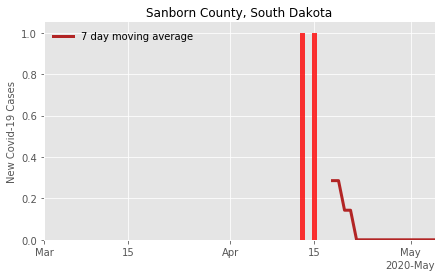 Sanborn County, South Dakota
7 day moving average
New Covid-19 Cases
1.0
0.8
0.6
0.4
0.2
0.0
Mar 15 Apr 15 May
2020-May